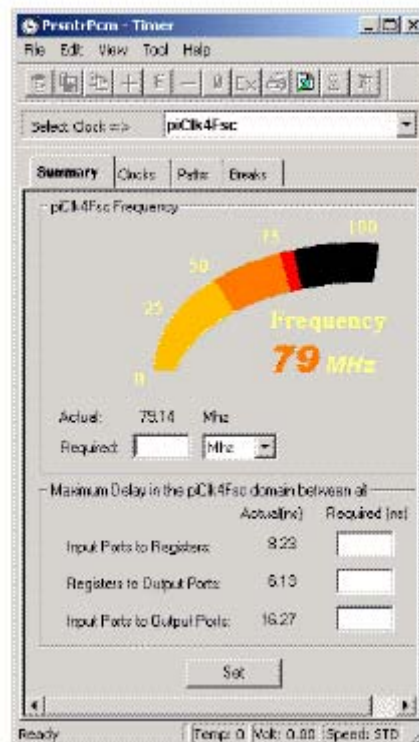 PrsntrPcm - Timer
File Edit View Tool Help
Select Clock => piClk4Fsc
Summary Clocks Paths Breaks
piClk4Fsc Frequency
0 25 50 75 100
Frequency
79 MHz
Actual: 79.14 Mhz
Required: Mhz
Maximum Delay in the piClk4Fsc domain between all
Actual(ns) Required (ns)
Input Ports to Registers: 8.23
Registers to Output Ports: 6.13
Input Ports to Output Ports: 16.27
Set
Ready Temp: 0 Volt: 0.00 Speed: STD